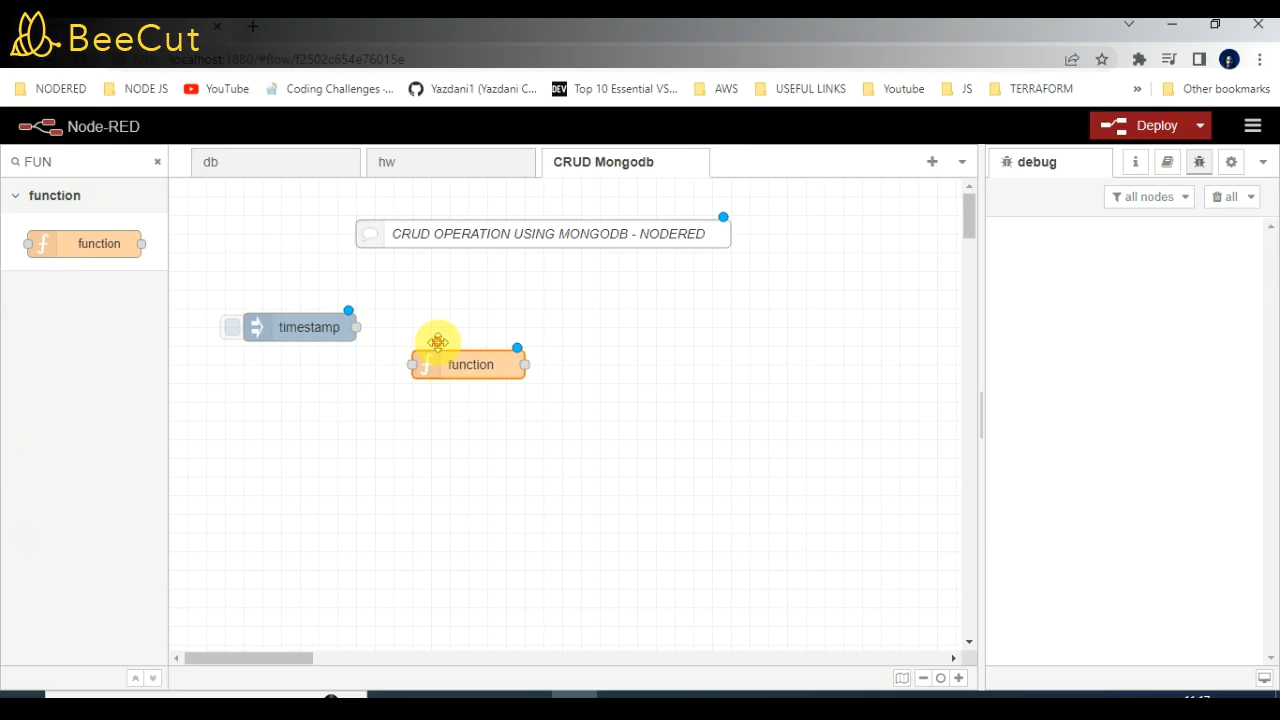 BeeCut
localhost:1880/#flow/f2502c654e76015e
NODERED NODE JS YouTube Coding Challenges -... Yazdani1 (Yazdani C... DEV Top 10 Essential VS... AWS USEFUL LINKS Youtube JS TERRAFORM » Other bookmarks
Node-RED Deploy
FUN db hw CRUD Mongodb debug
function all nodes all
CRUD OPERATION USING MONGODB - NODERED
function
timestamp
function